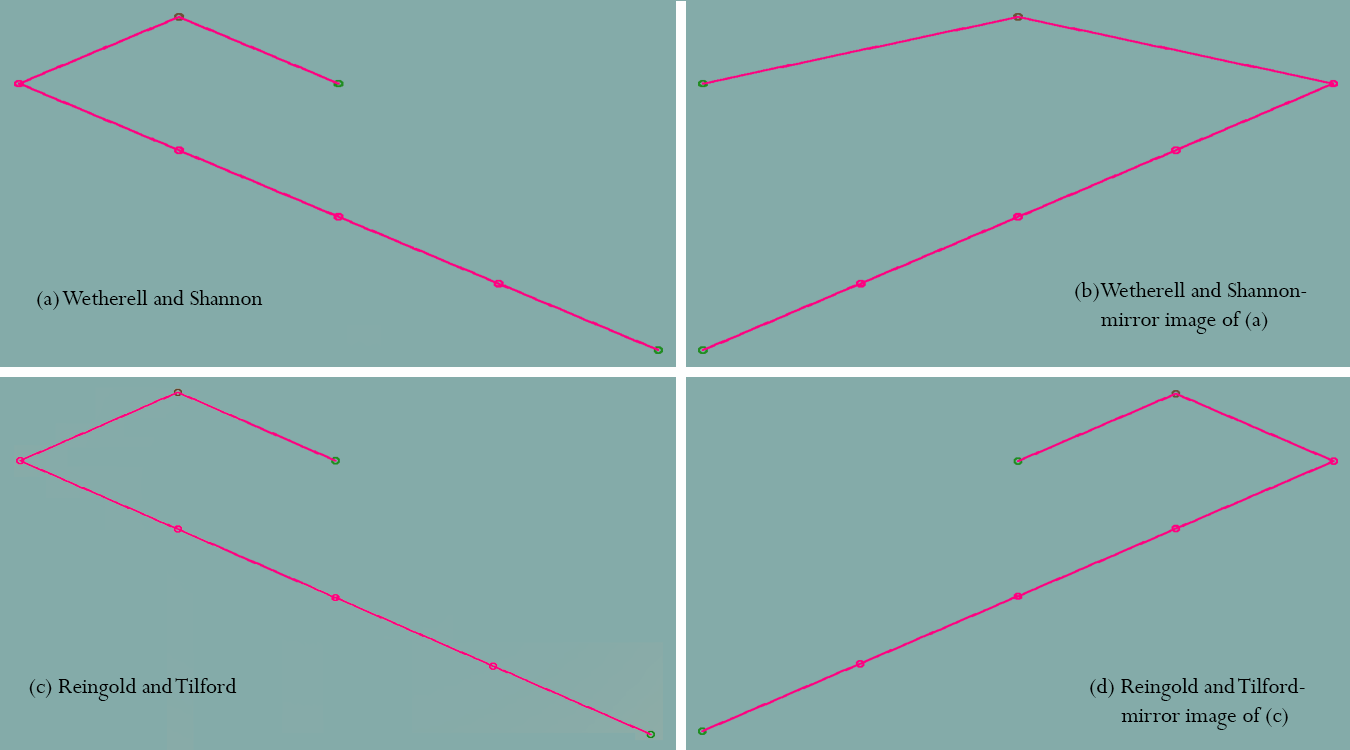 (a) Wetherell and Shannon
(b)Wetherell and Shannon-
mirror image of (a)
(c) Reingold and Tilford
(d) Reingold and Tilford-
mirror image of (c)